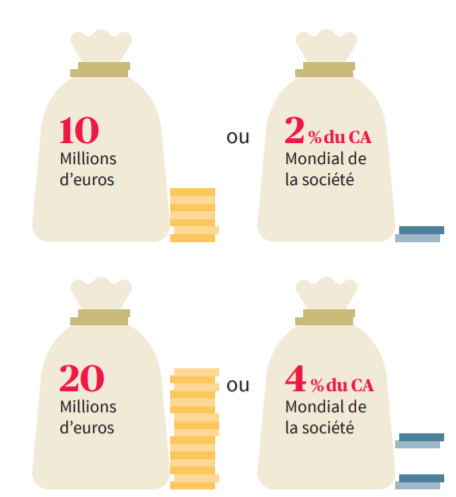 10
Millions
d’euros
ou
2 % du CA
Mondial de
la société
20
Millions
d’euros
ou
4 % du CA
Mondial de
la société